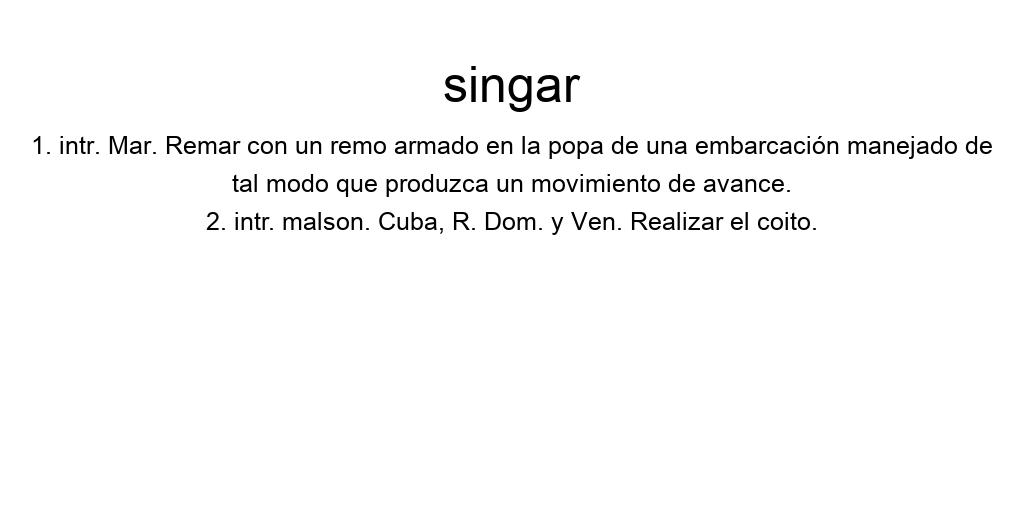 singar
1. intr. Mar. Remar con un remo armado en la popa de una embarcación manejado de
tal modo que produzca un movimiento de avance.
2. intr. malson. Cuba, R. Dom. y Ven. Realizar el coito.